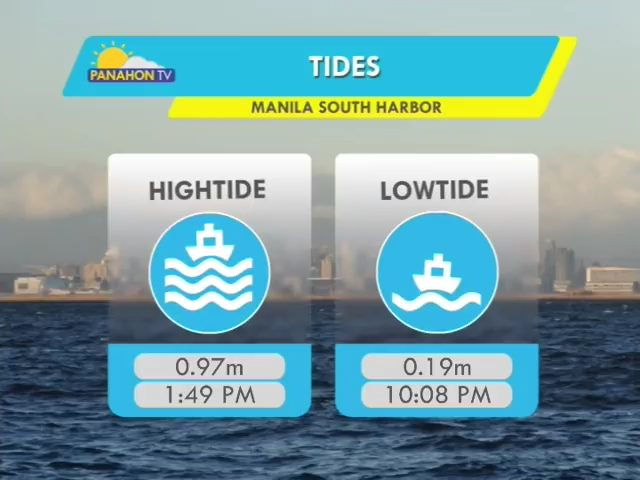 PANAHON TV
TIDES
MANILA SOUTH HARBOR
HIGHTIDE
LOWTIDE
0.97m
1:49 PM
0.19m
10:08 PM